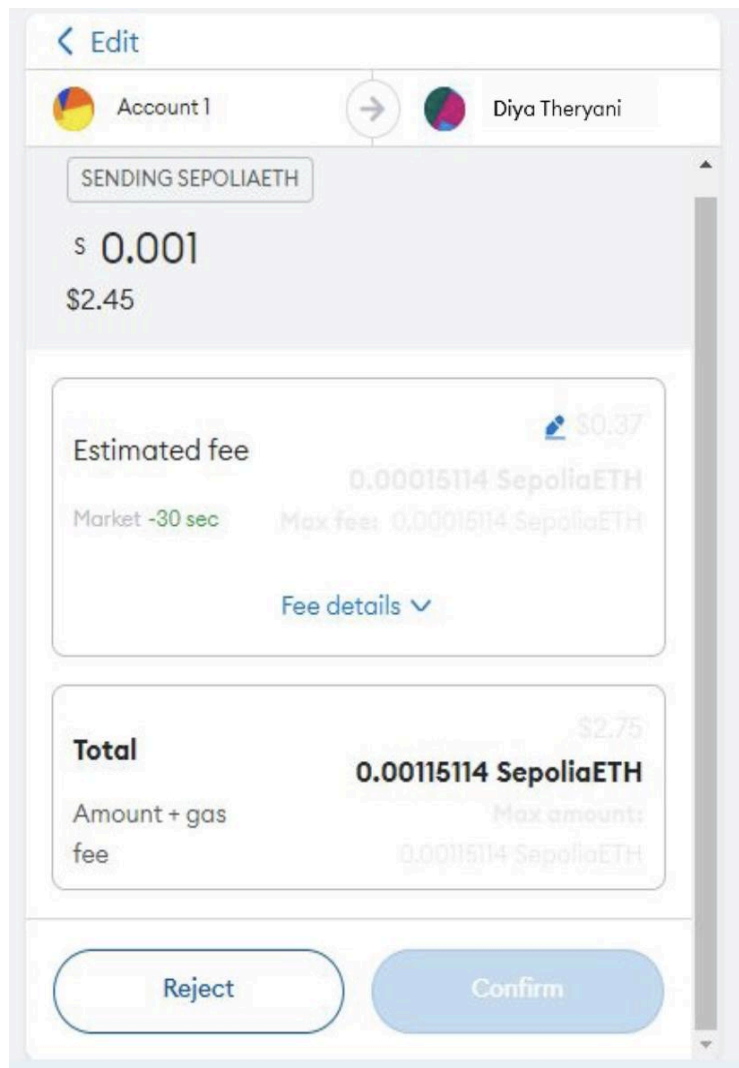 Edit
Account 1
Diya Theryani
SENDING SEPOLIAETH
S 0.001
$2.45
$0.37
Estimated fee
0.00015114 SepoliaETH
Market -30 sec
Max fee: 0.00015114 SepoliaETH
Fee details
$2.75
Total
0.00115114 SepoliaETH
Amount + gas
Max amount:
fee
0.00115114 SepoliaETH
Reject
Confirm